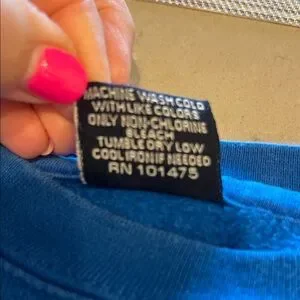 MACHINE WASH COLD
WITH LIKE COLORS
ONLY NON-CHLORINE
BLEACH
TUMBLE DRY LOW
COOL IRON IF NEEDED
RN 101475